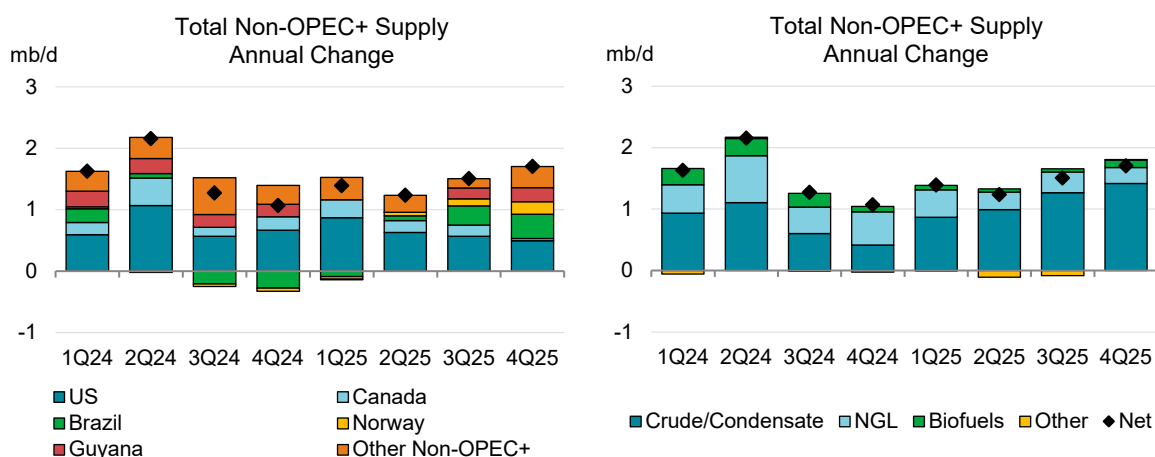 Total Non-OPEC+ Supply
Annual Change
mb/d
3
2
1
0
-1
1Q24 2Q24 3Q24 4Q24 1Q25 2Q25 3Q25 4Q25
US Canada
Brazil Norway
Guyana Other Non-OPEC+
Total Non-OPEC+ Supply
Annual Change
mb/d
3
2
1
0
-1
1Q24 2Q24 3Q24 4Q24 1Q25 2Q25 3Q25 4Q25
Crude/Condensate NGL Biofuels Other Net